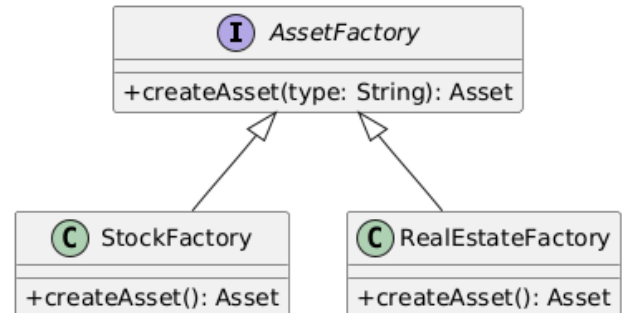 I AssetFactory
+createAsset(type: String): Asset
C StockFactory
C RealEstateFactory
+createAsset(): Asset
+createAsset(): Asset